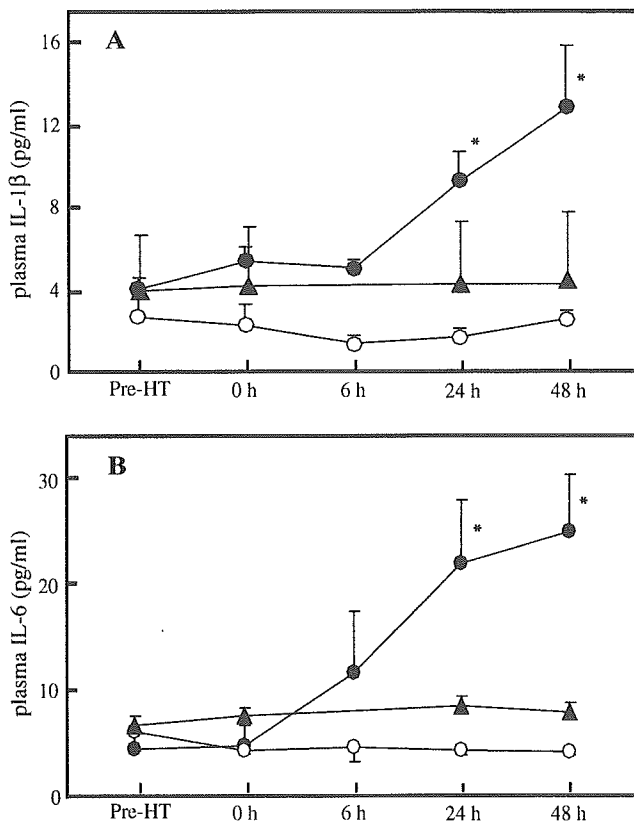 A
plasma IL-1β (pg/ml)
16
12
8
4
0
*
*
Pre-HT 0 h 6 h 24 h 48 h
B
plasma IL-6 (pg/ml)
30
20
10
0
*
*
Pre-HT 0 h 6 h 24 h 48 h